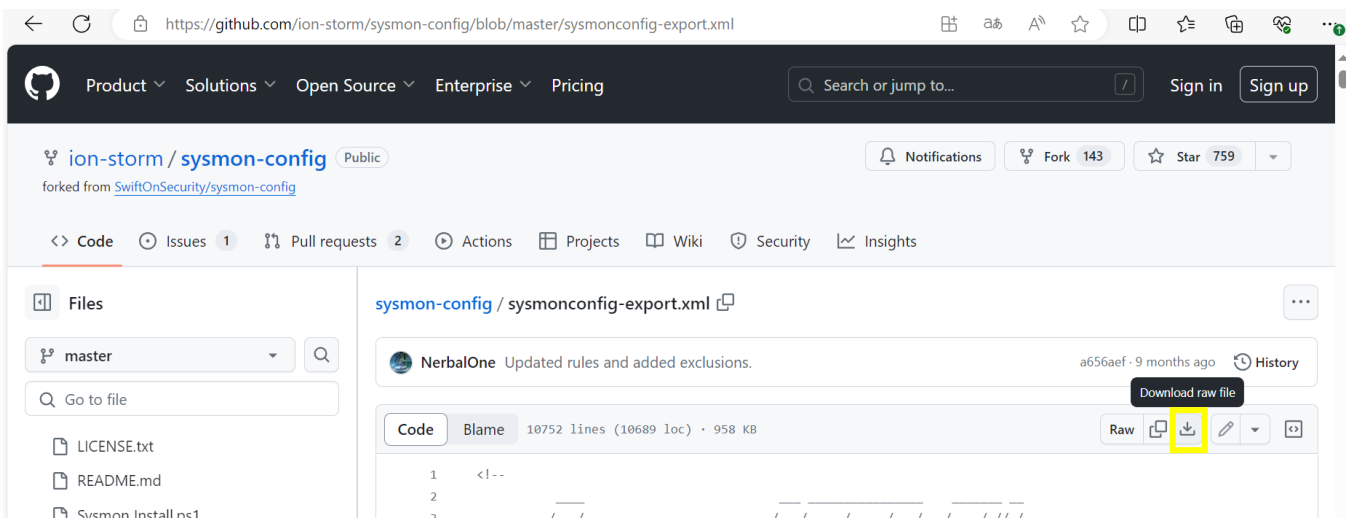 https://github.com/ion-storm/sysmon-config/blob/master/sysmonconfig-export.xml
Product Solutions Open Source Enterprise Pricing Search or jump to... / Sign in Sign up
ion-storm / sysmon-config Public Notifications Fork 143 Star 759
forked from SwiftOnSecurity/sysmon-config
<> Code Issues 1 Pull requests 2 Actions Projects Wiki Security Insights
Files
sysmon-config / sysmonconfig-export.xml
master
NerbalOne Updated rules and added exclusions. a656aef · 9 months ago History
Download raw file
Go to file
Code Blame 10752 lines (10689 loc) · 958 KB Raw
LICENSE.txt
1 <!--
README.md
2
Sysmon Install.ps1
3